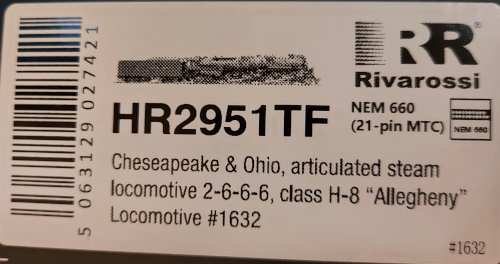 5 063129 027421
RR
Rivarossi
HR2951TF
NEM 660
(21-pin MTC)
NEM 660
Cheseapeake & Ohio, articulated steam
locomotive 2-6-6-6, class H-8 “Allegheny”
Locomotive #1632
#1632